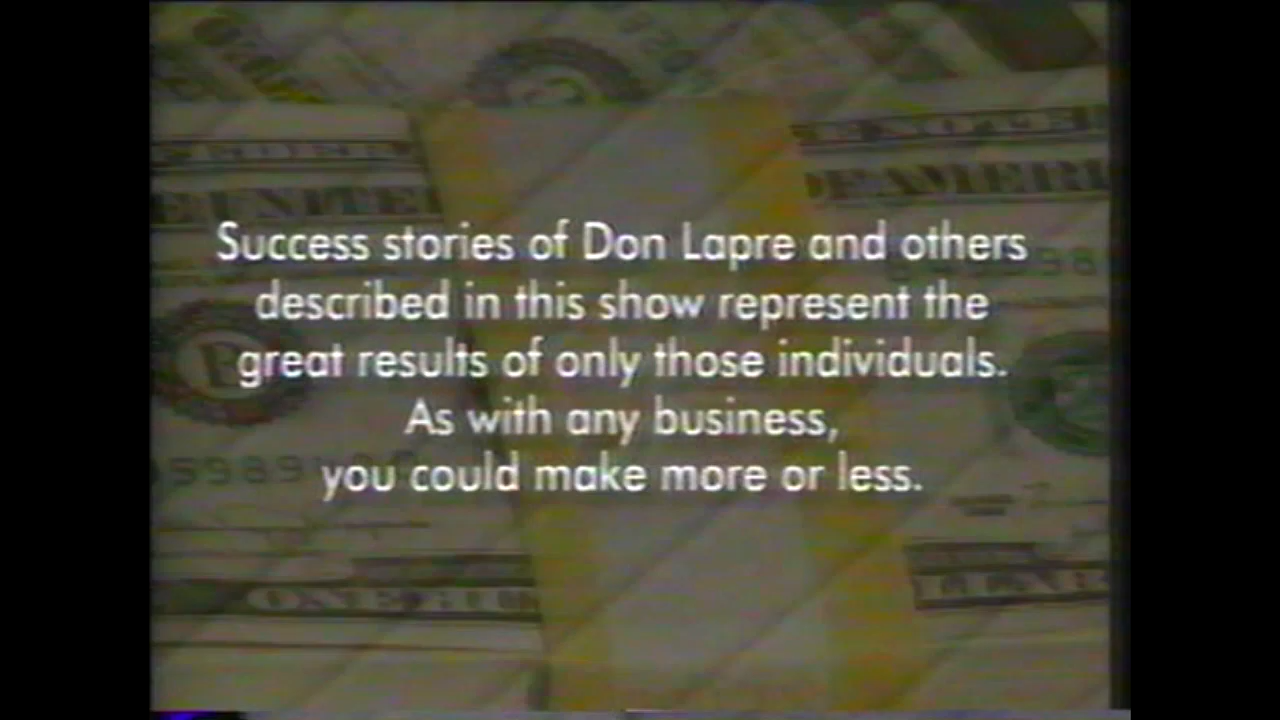 Success stories of Don Lapre and others
described in this show represent the
great results of only those individuals.
As with any business,
you could make more or less.